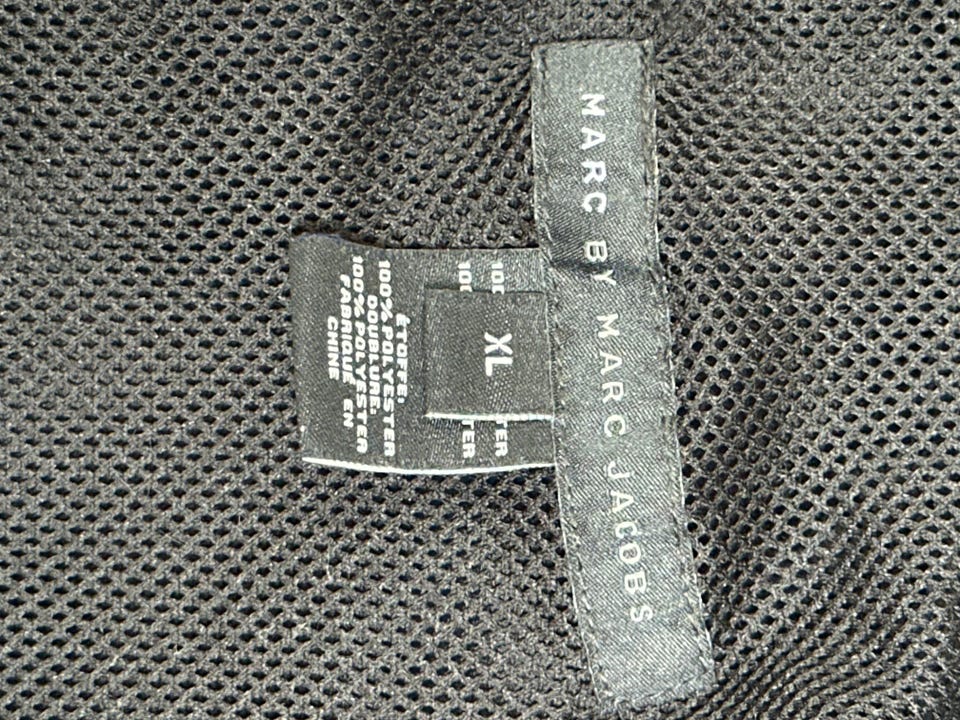 MARC BY MARC JACOBS
XL
ÉTOFFE:
100% POLYESTER
DOUBLURE:
100% POLYESTER
FABRIQUÉ EN
CHINE